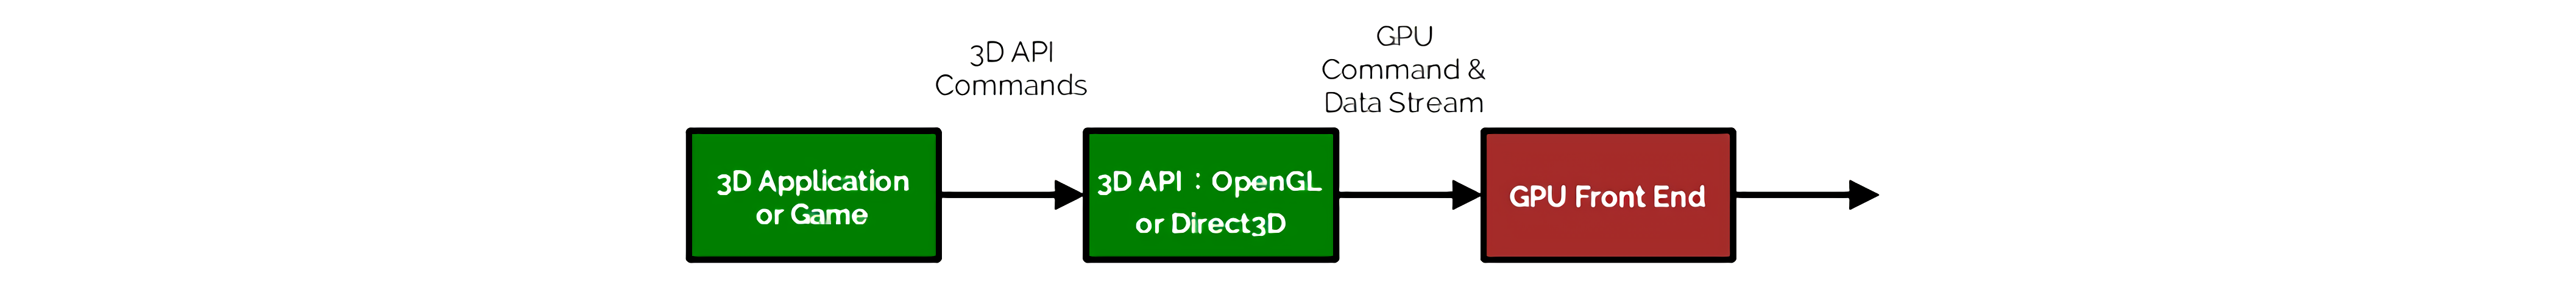 3D API
Commands
GPU
Command &
Data Stream
3D Application
or Game
3D API : OpenGL
or Direct3D
GPU Front End